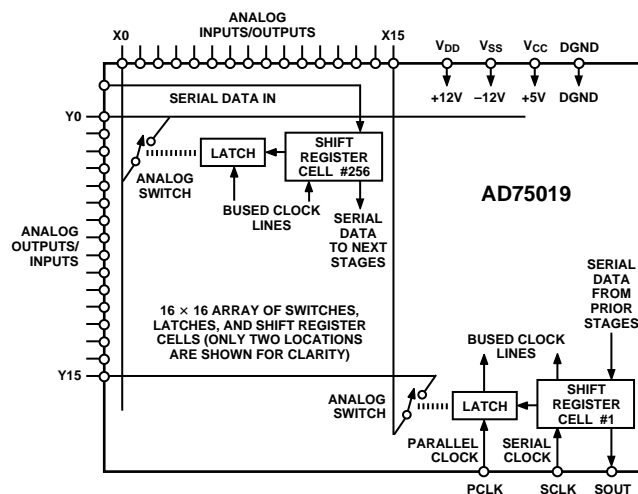 ANALOG
INPUTS/OUTPUTS
X0
X15
VDD
VSS
VCC
DGND
SERIAL DATA IN
+12V
–12V
+5V
DGND
Y0
LATCH
SHIFT
REGISTER
CELL #256
ANALOG
SWITCH
BUSED CLOCK
LINES
SERIAL
DATA
TO NEXT
STAGES
AD75019
ANALOG
OUTPUTS/
INPUTS
SERIAL
DATA
FROM
PRIOR
STAGES
16 × 16 ARRAY OF SWITCHES,
LATCHES, AND SHIFT REGISTER
CELLS (ONLY TWO LOCATIONS
ARE SHOWN FOR CLARITY)
BUSED CLOCK
LINES
Y15
ANALOG
SWITCH
LATCH
SHIFT
REGISTER
CELL #1
PARALLEL
CLOCK
SERIAL
CLOCK
PCLK
SCLK
SOUT